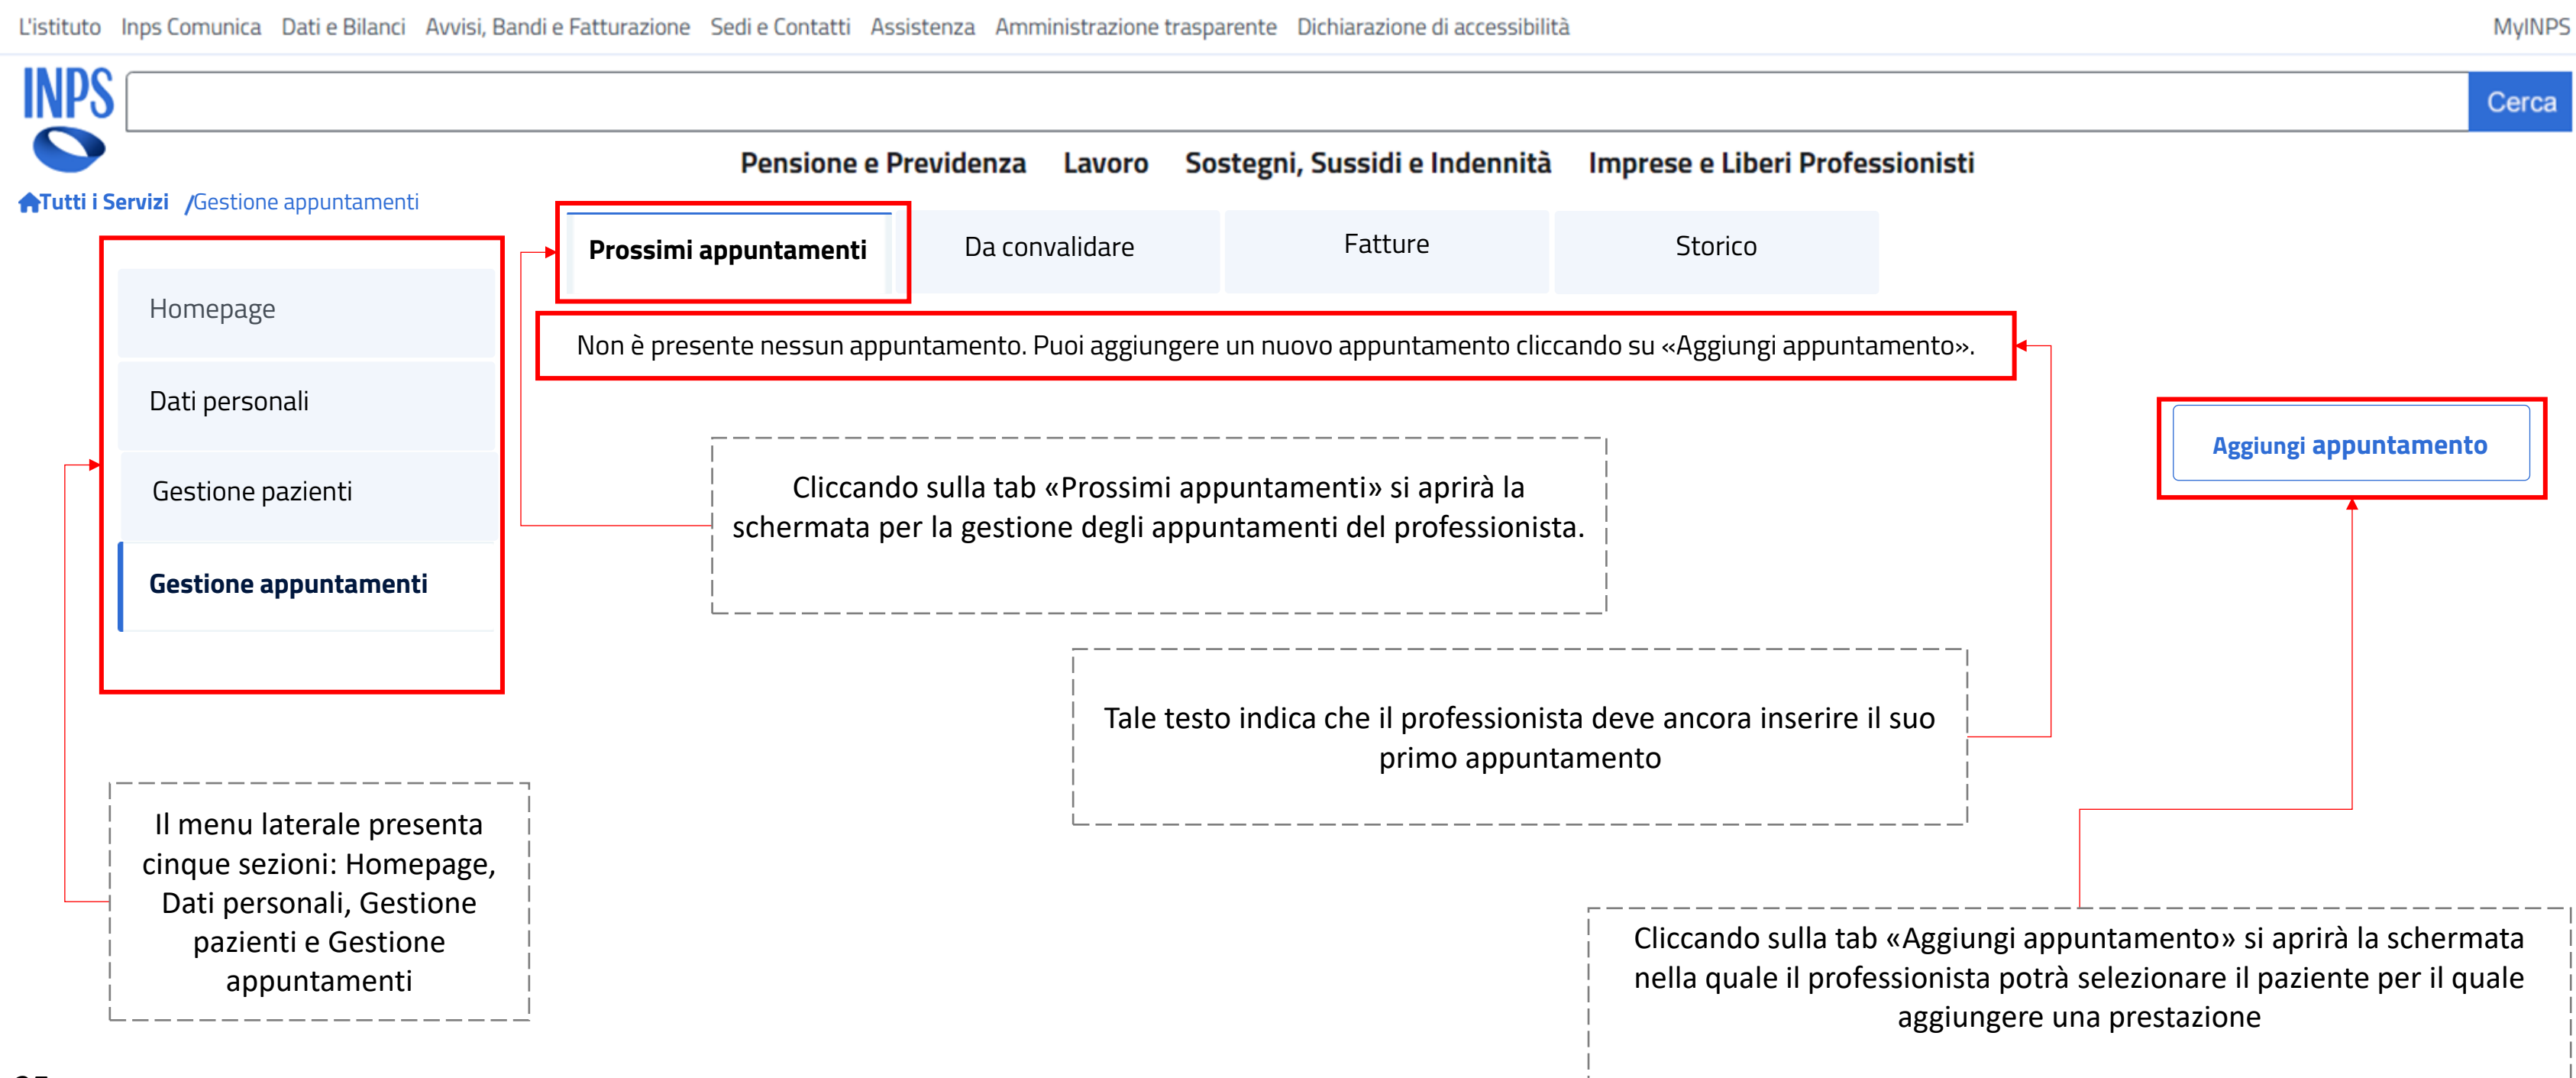 L'istituto Inps Comunica Dati e Bilanci Avvisi, Bandi e Fatturazione Sedi e Contatti Assistenza Amministrazione trasparente Dichiarazione di accessibilità MyINPS
INPS
Cerca
Pensione e Previdenza Lavoro Sostegni, Sussidi e Indennità Imprese e Liberi Professionisti
Tutti i Servizi /Gestione appuntamenti
Prossimi appuntamenti Da convalidare Fatture Storico
Homepage
Dati personali
Gestione pazienti
Gestione appuntamenti
Non è presente nessun appuntamento. Puoi aggiungere un nuovo appuntamento cliccando su «Aggiungi appuntamento».
Aggiungi appuntamento
Cliccando sulla tab «Prossimi appuntamenti» si aprirà la
schermata per la gestione degli appuntamenti del professionista.
Tale testo indica che il professionista deve ancora inserire il suo
primo appuntamento
Il menu laterale presenta
cinque sezioni: Homepage,
Dati personali, Gestione
pazienti e Gestione
appuntamenti
Cliccando sulla tab «Aggiungi appuntamento» si aprirà la schermata
nella quale il professionista potrà selezionare il paziente per il quale
aggiungere una prestazione